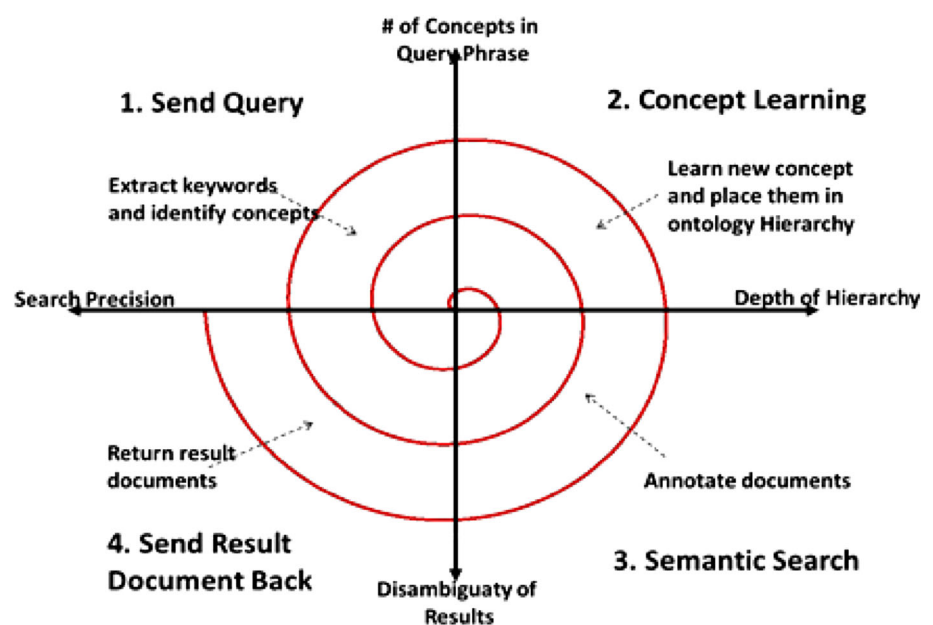 # of Concepts in
Query Phrase
1. Send Query
2. Concept Learning
Extract keywords
and identify concepts
Learn new concept
and place them in
ontology Hierarchy
Search Precision
Depth of Hierarchy
Return result
documents
Annotate documents
4. Send Result
Document Back
3. Semantic Search
Disambiguaty of
Results